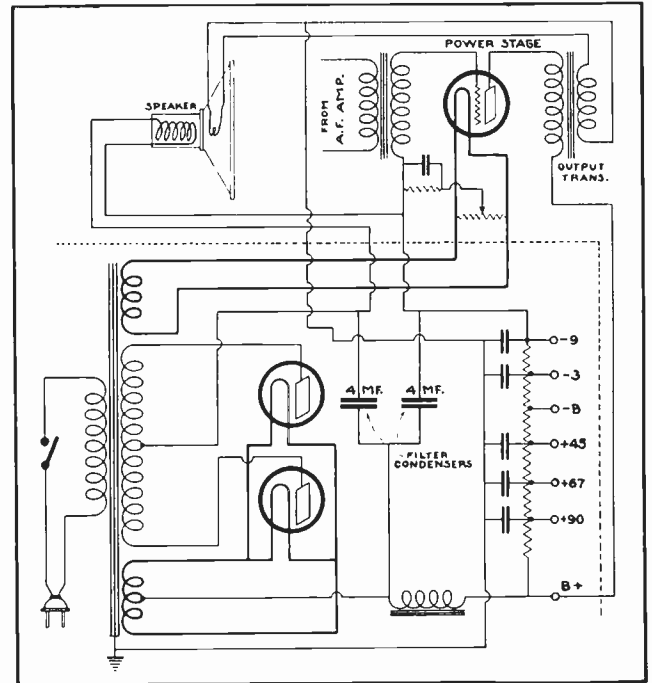 POWER STAGE
SPEAKER
FROM
A.F. AMP.
OUTPUT
TRANS.
-9
-3
4 MF.
4 MF.
-B
+45
FILTER
CONDENSERS
+67
+90
B+